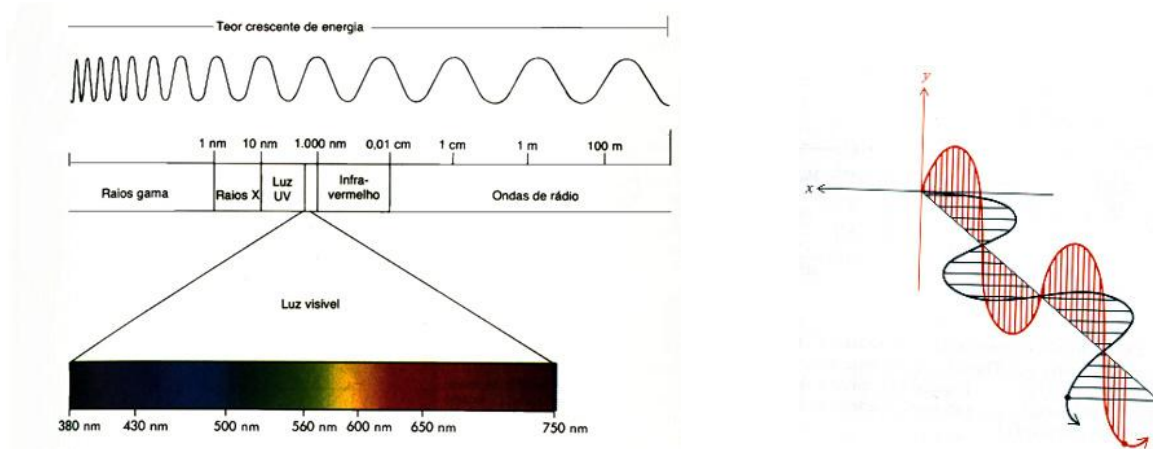 Teor crescente de energia
1 nm 10 nm 1.000 nm 0,01 cm 1 cm 1 m 100 m
Raios gama Raios X Luz UV Infra-vermelho Ondas de rádio
Luz visível
380 nm 430 nm 500 nm 560 nm 600 nm 650 nm 750 nm
y
x